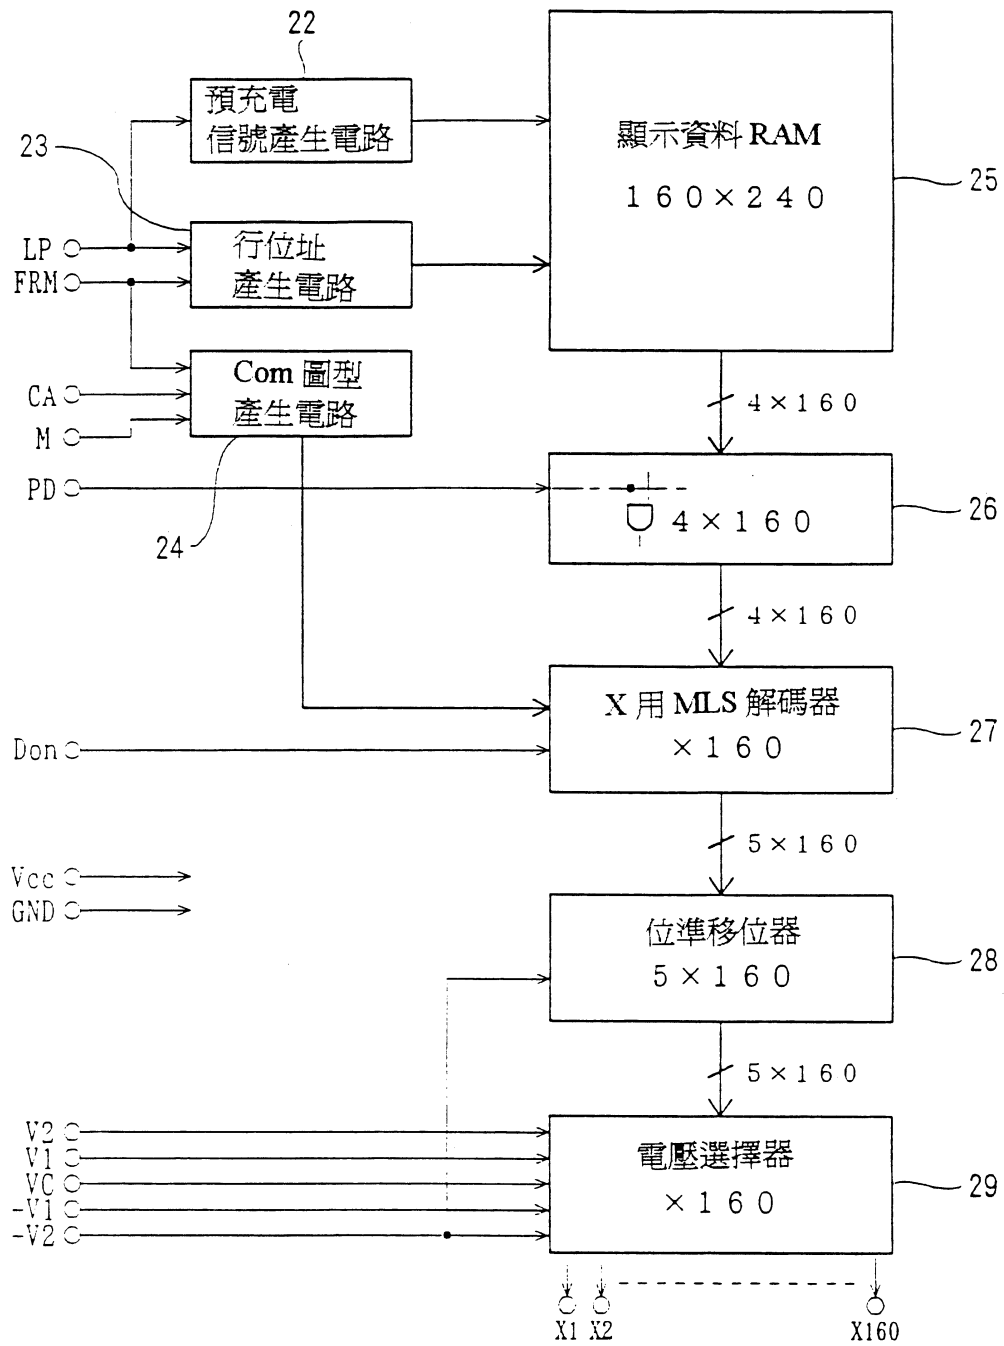 22
預充電
信號產生電路
顯示資料 RAM
160×240
23
25
LP
行位址
產生電路
FRM
Com 圖型
產生電路
CA
M
4×160
PD
4×160
26
24
4×160
X 用 MLS 解碼器
×160
27
Don
5×160
Vcc
GND
位準移位器
5×160
28
5×160
V2
V1
VC
-V1
-V2
電壓選擇器
×160
29
X1
X2
X160